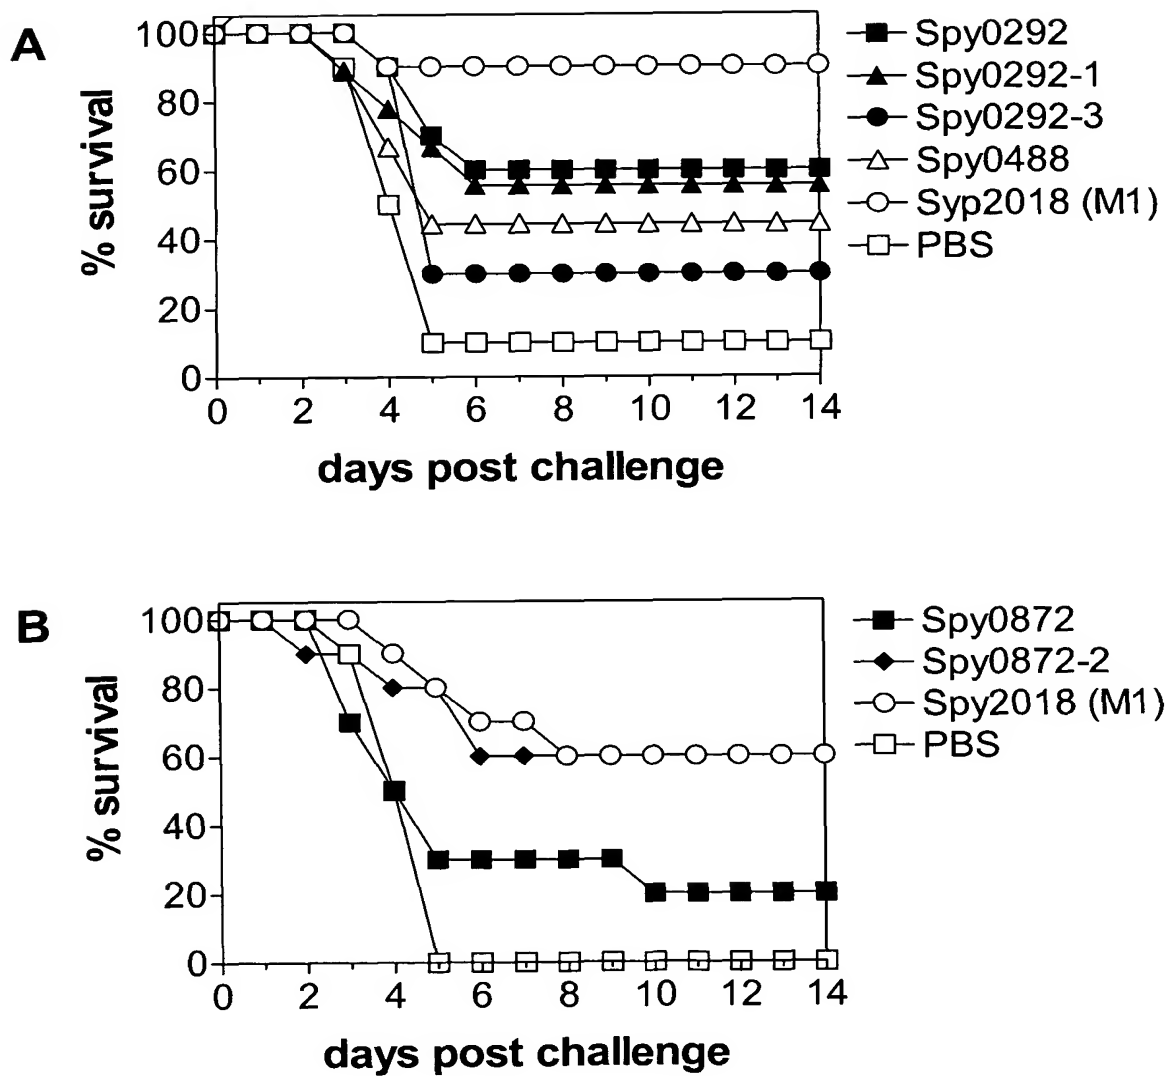 A
% survival
100
80
60
40
20
0
0 2 4 6 8 10 12 14
days post challenge
Spy0292
Spy0292-1
Spy0292-3
Spy0488
Syp2018 (M1)
PBS
B
% survival
100
80
60
40
20
0
0 2 4 6 8 10 12 14
days post challenge
Spy0872
Spy0872-2
Spy2018 (M1)
PBS